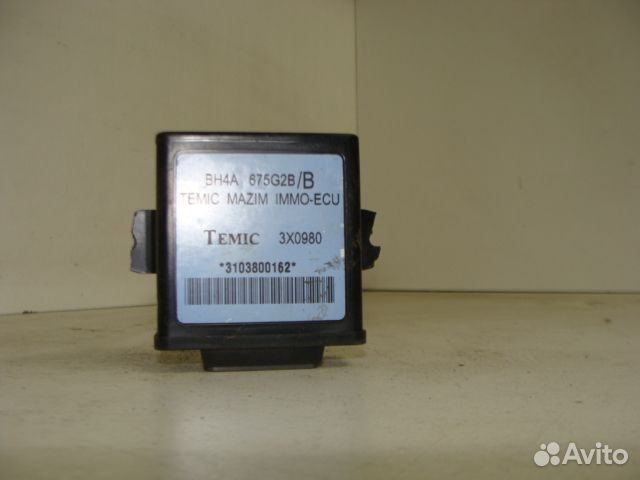 BH4A 675G2B/B
TEMIC MAZIM IMMO-ECU
TEMIC 3X0980
*3103800162*
Avito